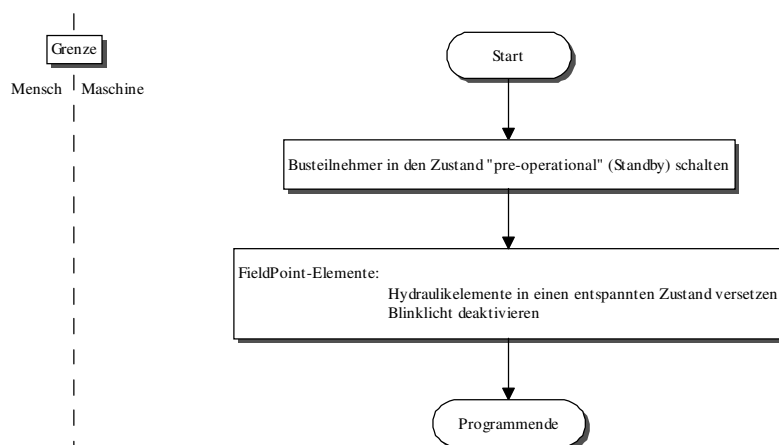 Grenze
Mensch
Maschine
Start
Busteilnehmer in den Zustand "pre-operational" (Standby) schalten
FieldPoint-Elemente:
Hydraulikelemente in einen entspannten Zustand versetzen
Blinklicht deaktivieren
Programmende